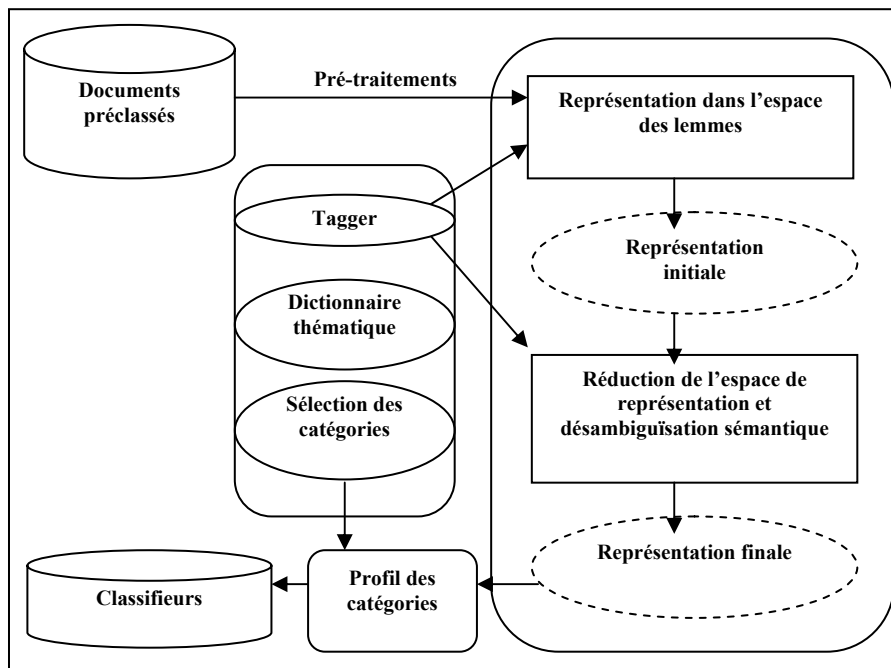 Documents
préclassés
Pré-traitements
Représentation dans l'espace
des lemmes
Tagger
Représentation
initiale
Dictionnaire
thématique
Réduction de l'espace de
représentation et
désambiguïsation sémantique
Sélection des
catégories
Représentation finale
Profil des
catégories
Classifieurs